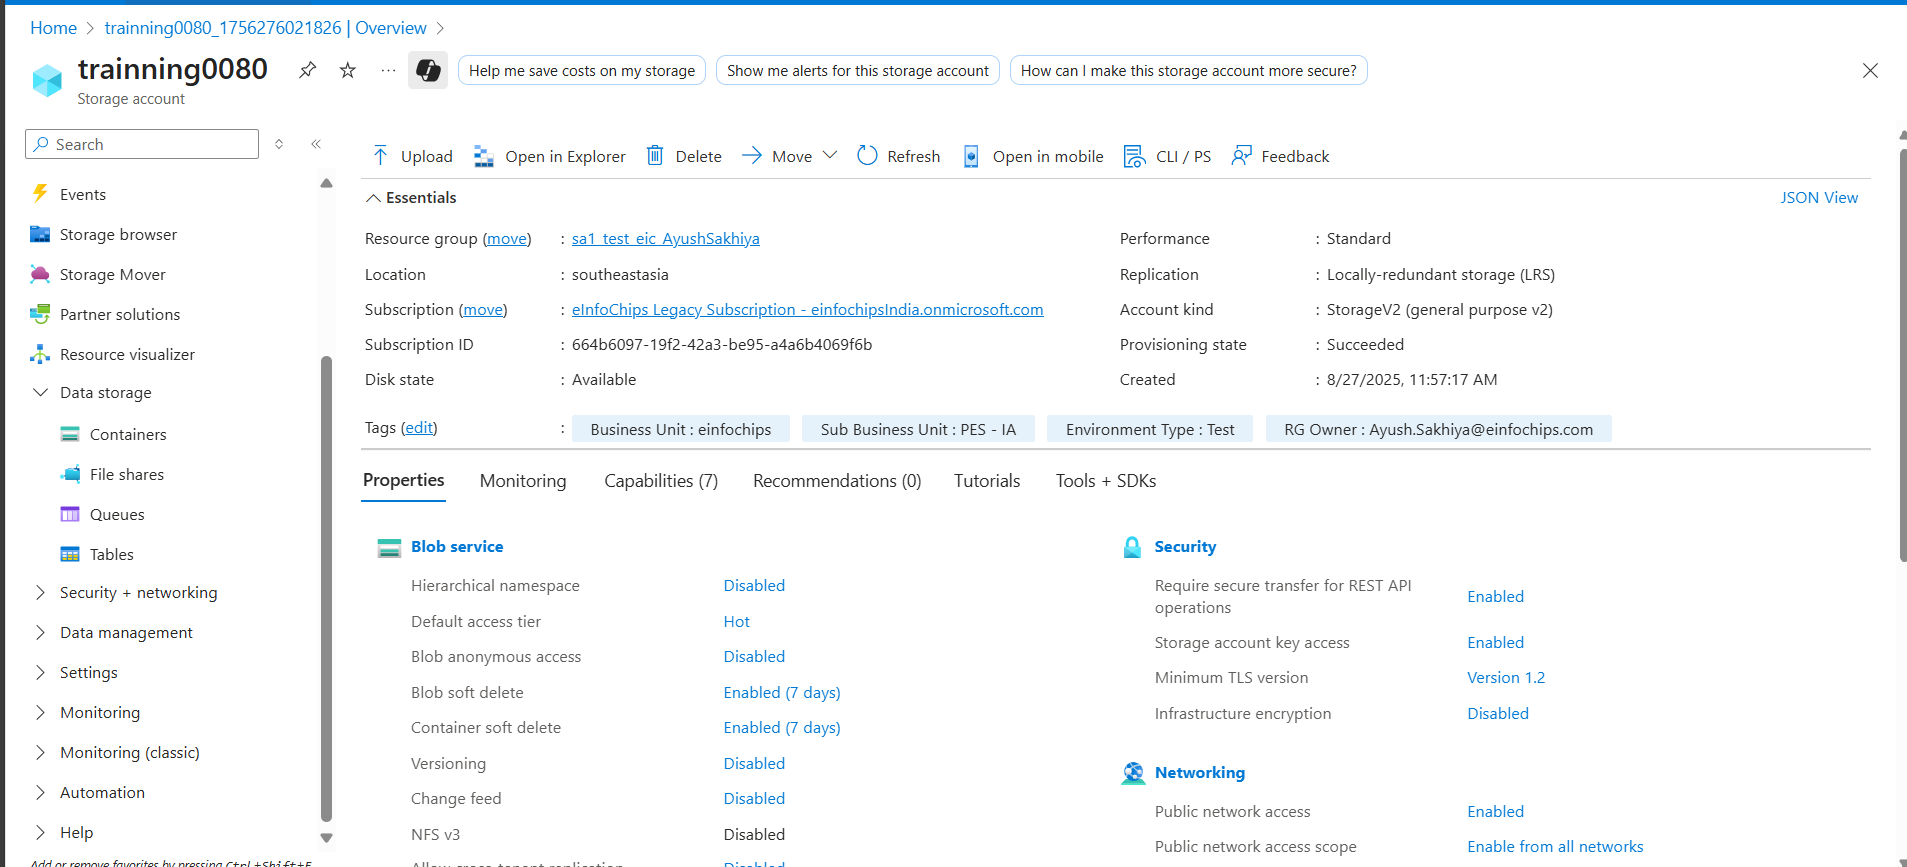 Home > trainning0080_1756276021826 | Overview >
trainning0080
Storage account
Help me save costs on my storage
Show me alerts for this storage account
How can I make this storage account more secure?
Search
Events
Storage browser
Storage Mover
Partner solutions
Resource visualizer
Data storage
Containers
File shares
Queues
Tables
Security + networking
Data management
Settings
Monitoring
Monitoring (classic)
Automation
Help
Add or remove favorites by pressing Ctrl+Shift+F
Upload Open in Explorer Delete Move Refresh Open in mobile CLI / PS Feedback
Essentials
JSON View
Resource group (move) : sa1_test_eic_AyushSakhiya
Location : southeastasia
Subscription (move) : eInfoChips Legacy Subscription - einfochipsIndia.onmicrosoft.com
Subscription ID : 664b6097-19f2-42a3-be95-a4a6b4069f6b
Disk state : Available
Performance : Standard
Replication : Locally-redundant storage (LRS)
Account kind : StorageV2 (general purpose v2)
Provisioning state : Succeeded
Created : 8/27/2025, 11:57:17 AM
Tags (edit) : Business Unit : einfochips Sub Business Unit : PES - IA Environment Type : Test RG Owner : Ayush.Sakhiya@einfochips.com
Properties Monitoring Capabilities (7) Recommendations (0) Tutorials Tools + SDKs
Blob service
Hierarchical namespace Disabled
Default access tier Hot
Blob anonymous access Disabled
Blob soft delete Enabled (7 days)
Container soft delete Enabled (7 days)
Versioning Disabled
Change feed Disabled
NFS v3 Disabled
Allow cross-tenant replication Disabled
Security
Require secure transfer for REST API
operations Enabled
Storage account key access Enabled
Minimum TLS version Version 1.2
Infrastructure encryption Disabled
Networking
Public network access Enabled
Public network access scope Enable from all networks